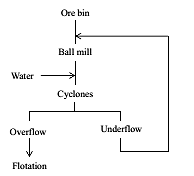 Ore bin
Ball mill
Water
Cyclones
Overflow
Underflow
Flotation